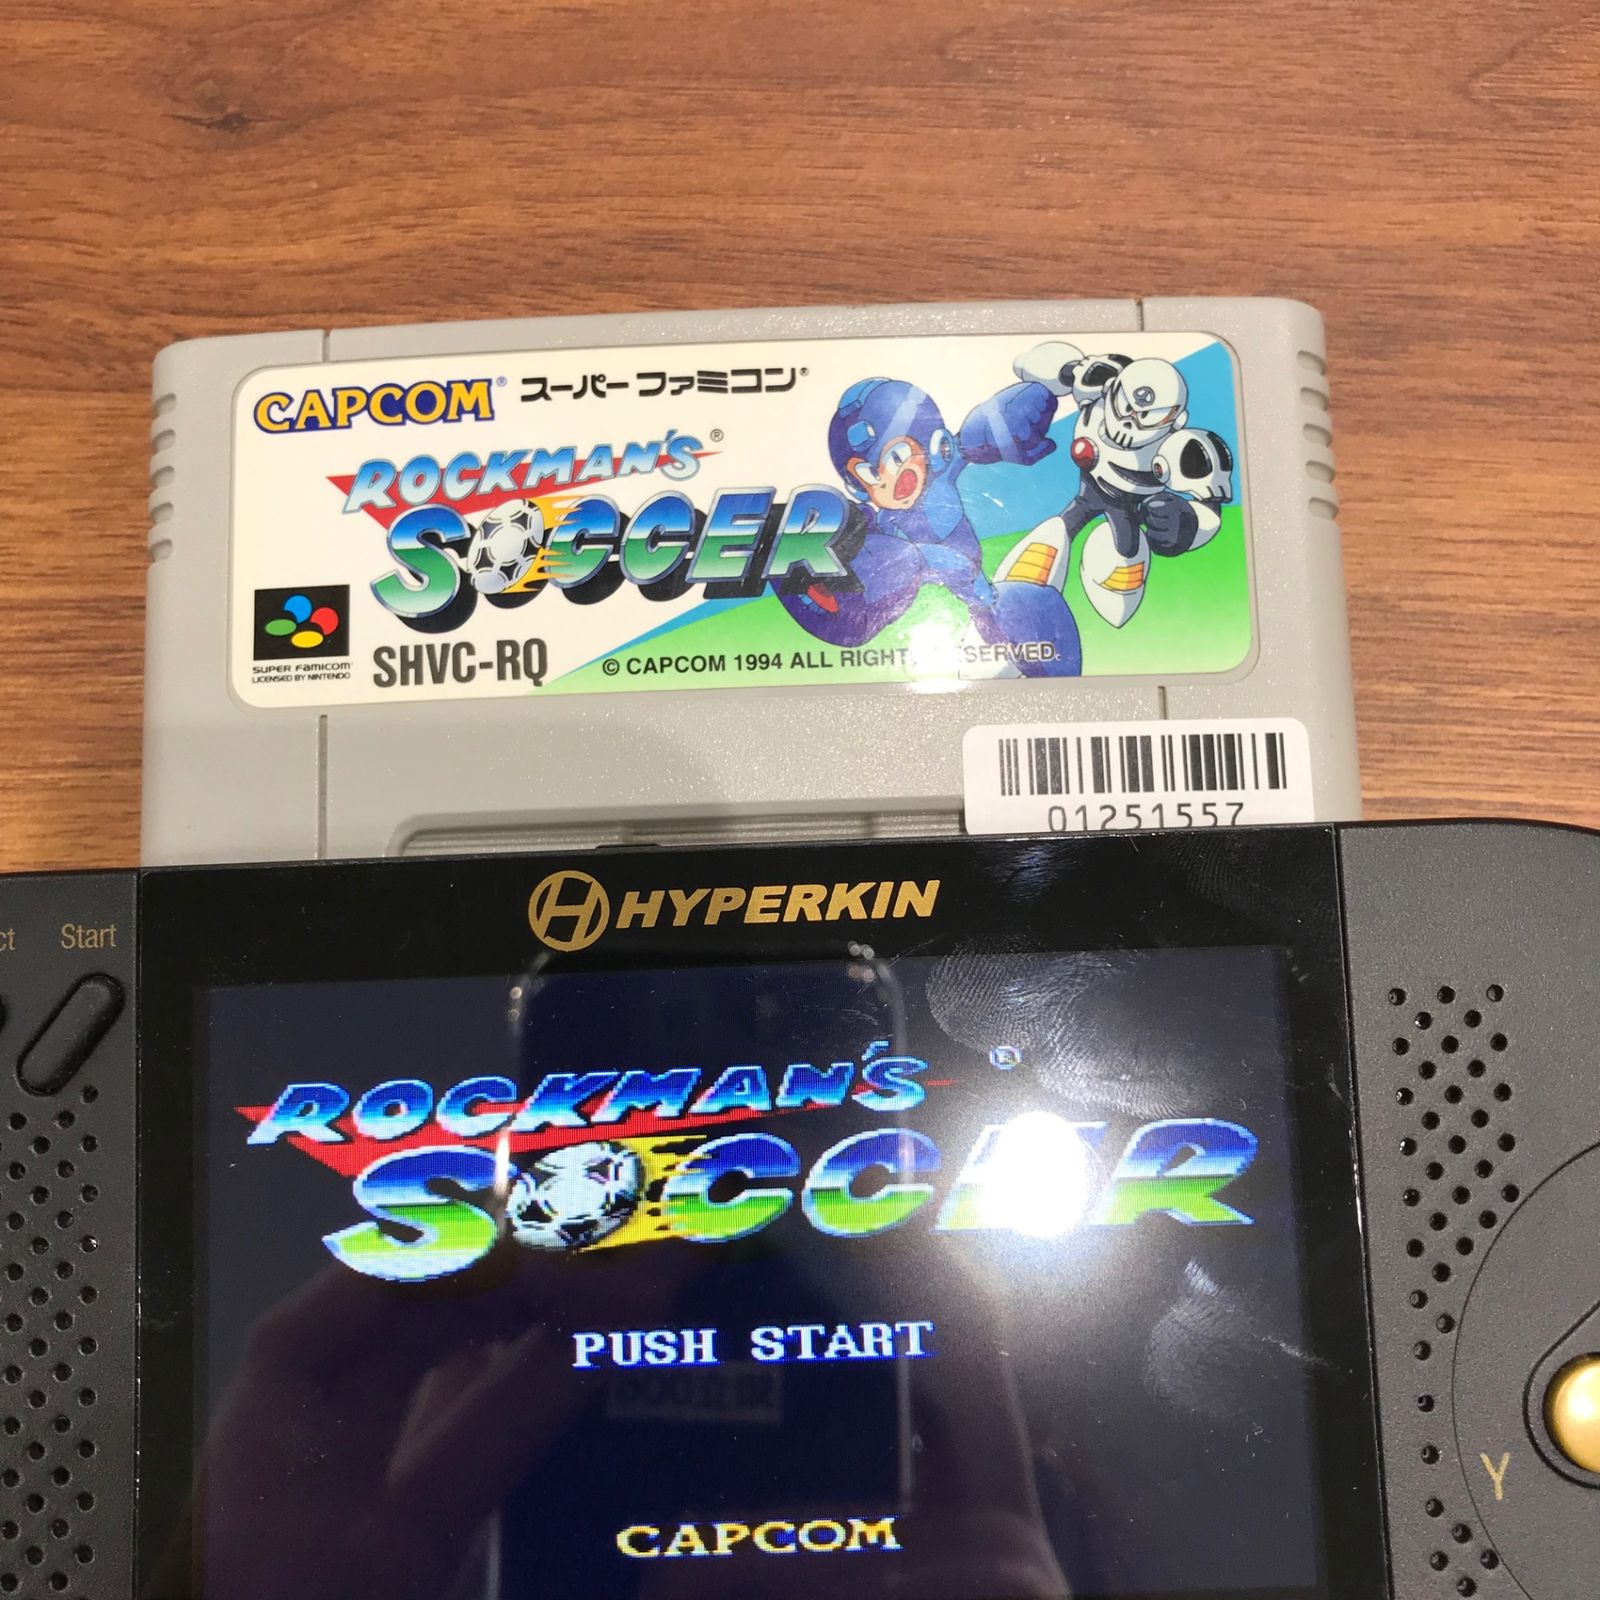 CAPCOM® スーパーファミコン®
ROCKMAN'S®
SOCCER
SUPER FAMICOM
LICENSED BY NINTENDO
SHVC-RQ
© CAPCOM 1994 ALL RIGHTS RESERVED.
01251557
HYPERKIN
ct Start
ROCKMAN'S ®
SOCCER
PUSH START
CAPCOM
Y